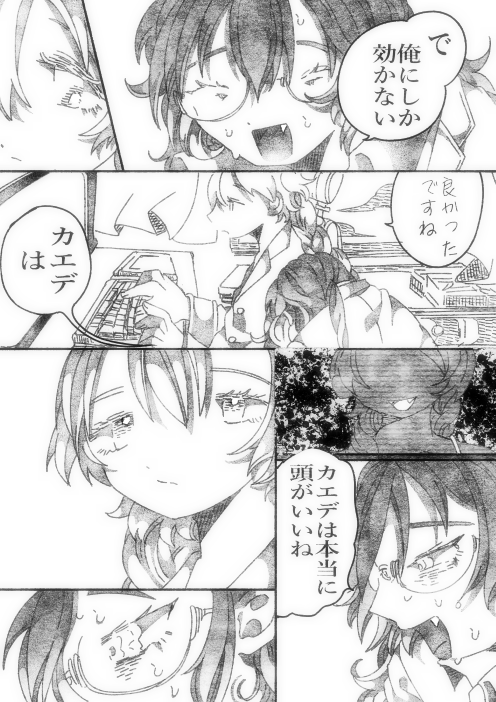 で
俺にしか
効かない
良かった
ですね
カエデ
は
カエデは本当に
頭がいいね